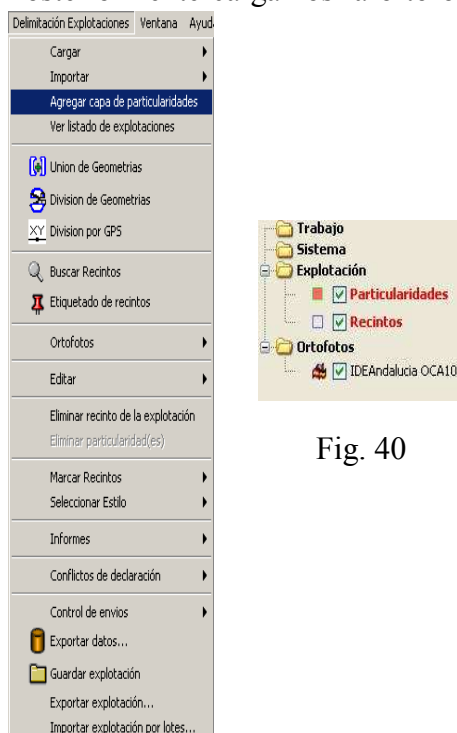 Delimitación Explotaciones Ventana Ayud
Cargar
Importar
Agregar capa de particularidades
Ver listado de explotaciones
Union de Geometrias
Division de Geometrias
XY Division por GPS
Buscar Recintos
Etiquetado de recintos
Ortofotos
Editar
Eliminar recinto de la explotación
Eliminar particularidad(es)
Marcar Recintos
Seleccionar Estilo
Informes
Conflictos de declaración
Control de envios
Exportar datos...
Guardar explotación
Exportar explotación...
Importar explotación por lotes...
Trabajo
Sistema
Explotación
Particularidades
Recintos
Ortofotos
IDEAndalucia OCA10
Fig. 40